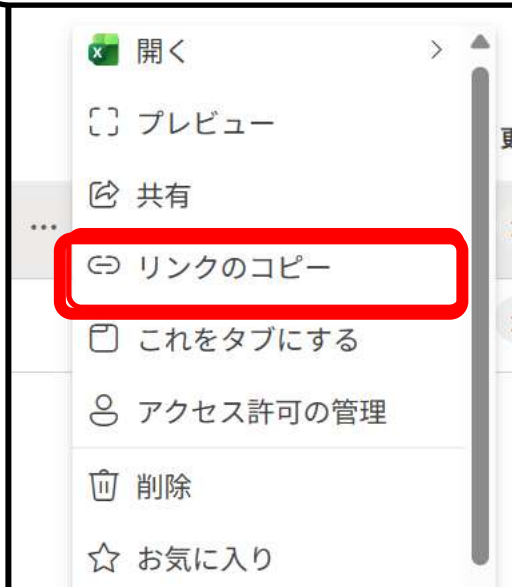 開く
プレビュー
共有
リンクのコピー
これをタブにする
アクセス許可の管理
削除
お気に入り